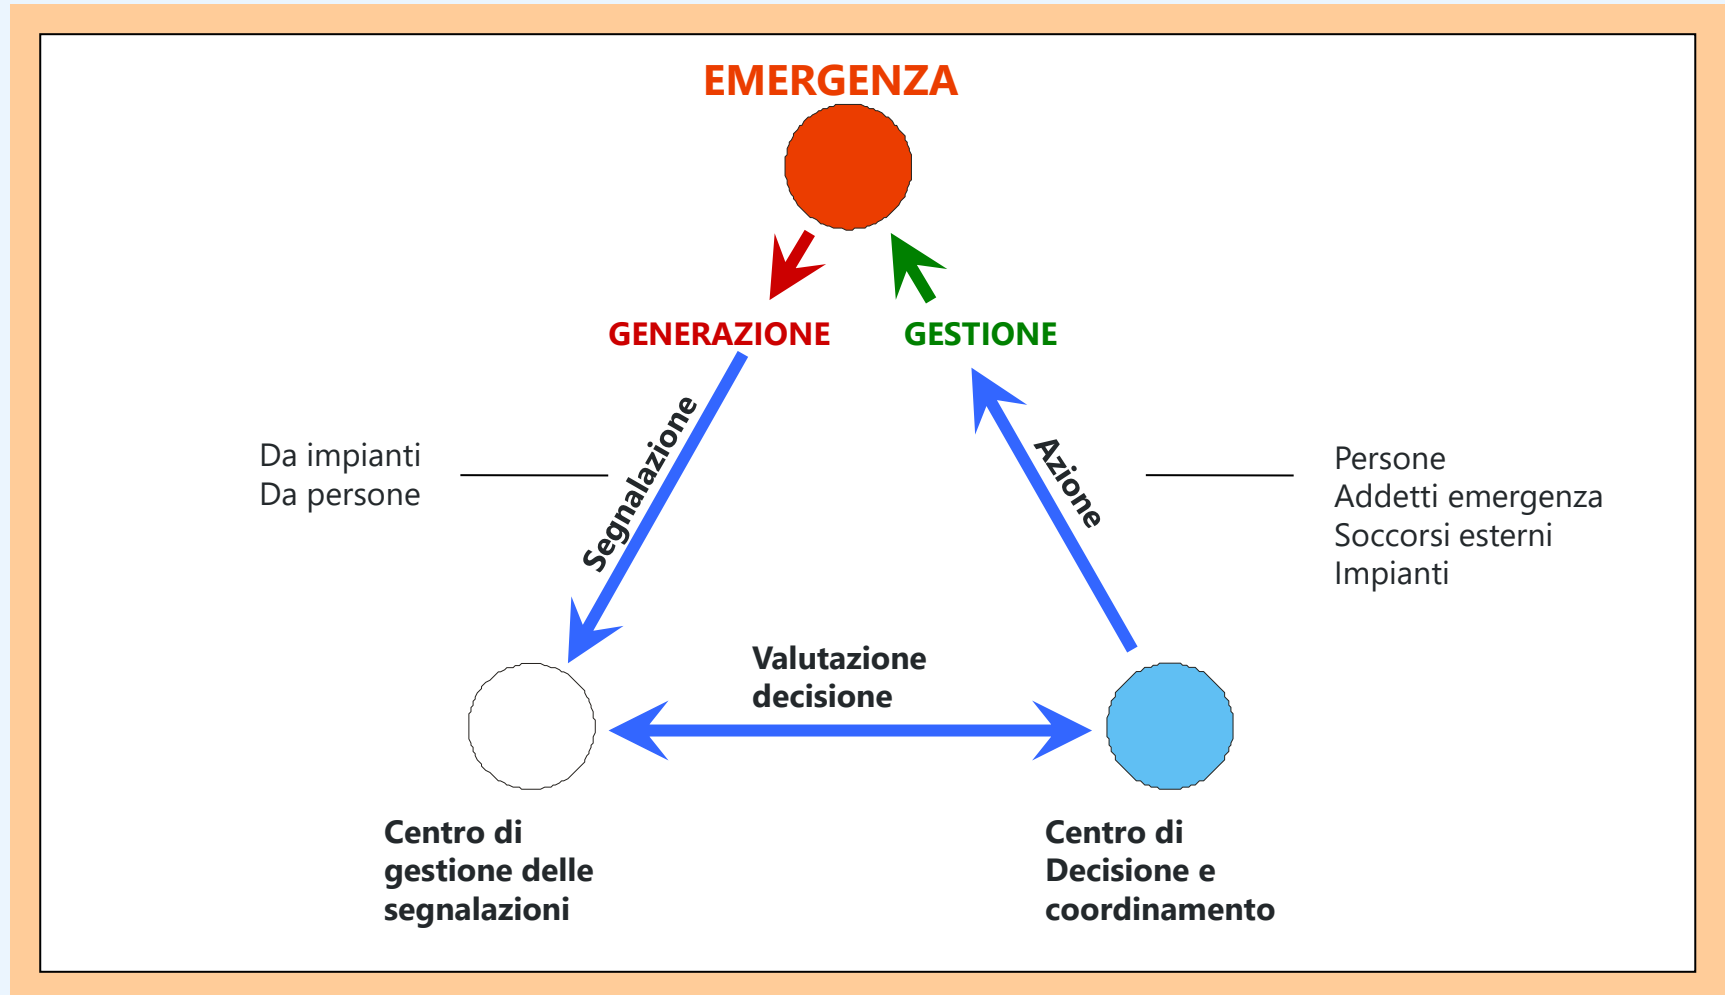 EMERGENZA
GENERAZIONE
GESTIONE
Segnalazione
Da impianti
Da persone
Azione
Persone
Addetti emergenza
Soccorsi esterni
Impianti
Valutazione
decisione
Centro di
gestione delle
segnalazioni
Centro di
Decisione e
coordinamento